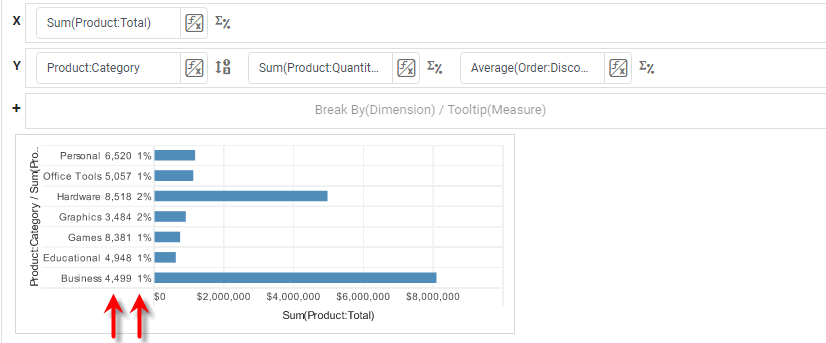 X Sum(Product:Total)
Y Product:Category Sum(Product:Quantit... Average(Order:Disco...
+ Break By(Dimension) / Tooltip(Measure)
Product:Category / Sum(Pro..
Personal 6,520 1%
Office Tools 5,057 1%
Hardware 8,518 2%
Graphics 3,484 2%
Games 8,381 1%
Educational 4,948 1%
Business 4,499 1%
$0 $2,000,000 $4,000,000 $6,000,000 $8,000,000
Sum(Product:Total)